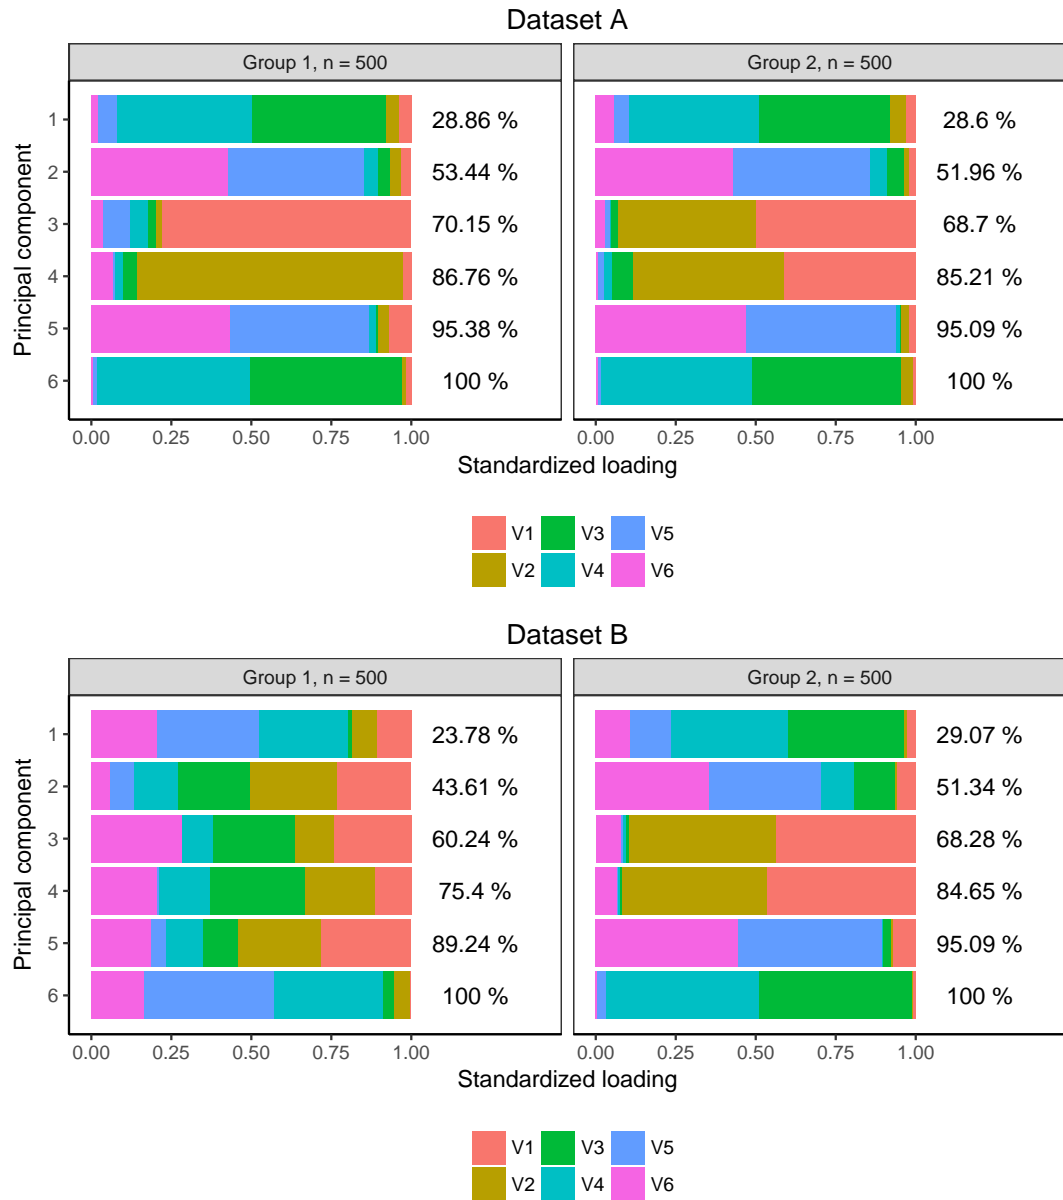 Dataset A
Group 1, n = 500
Group 2, n = 500
Principal component
1
28.86 %
28.6 %
2
53.44 %
51.96 %
3
70.15 %
68.7 %
4
86.76 %
85.21 %
5
95.38 %
95.09 %
6
100 %
100 %
0.00 0.25 0.50 0.75 1.00
0.00 0.25 0.50 0.75 1.00
Standardized loading
Standardized loading
V1 V3 V5
V2 V4 V6
Dataset B
Group 1, n = 500
Group 2, n = 500
Principal component
1
23.78 %
29.07 %
2
43.61 %
51.34 %
3
60.24 %
68.28 %
4
75.4 %
84.65 %
5
89.24 %
95.09 %
6
100 %
100 %
0.00 0.25 0.50 0.75 1.00
0.00 0.25 0.50 0.75 1.00
Standardized loading
Standardized loading
V1 V3 V5
V2 V4 V6